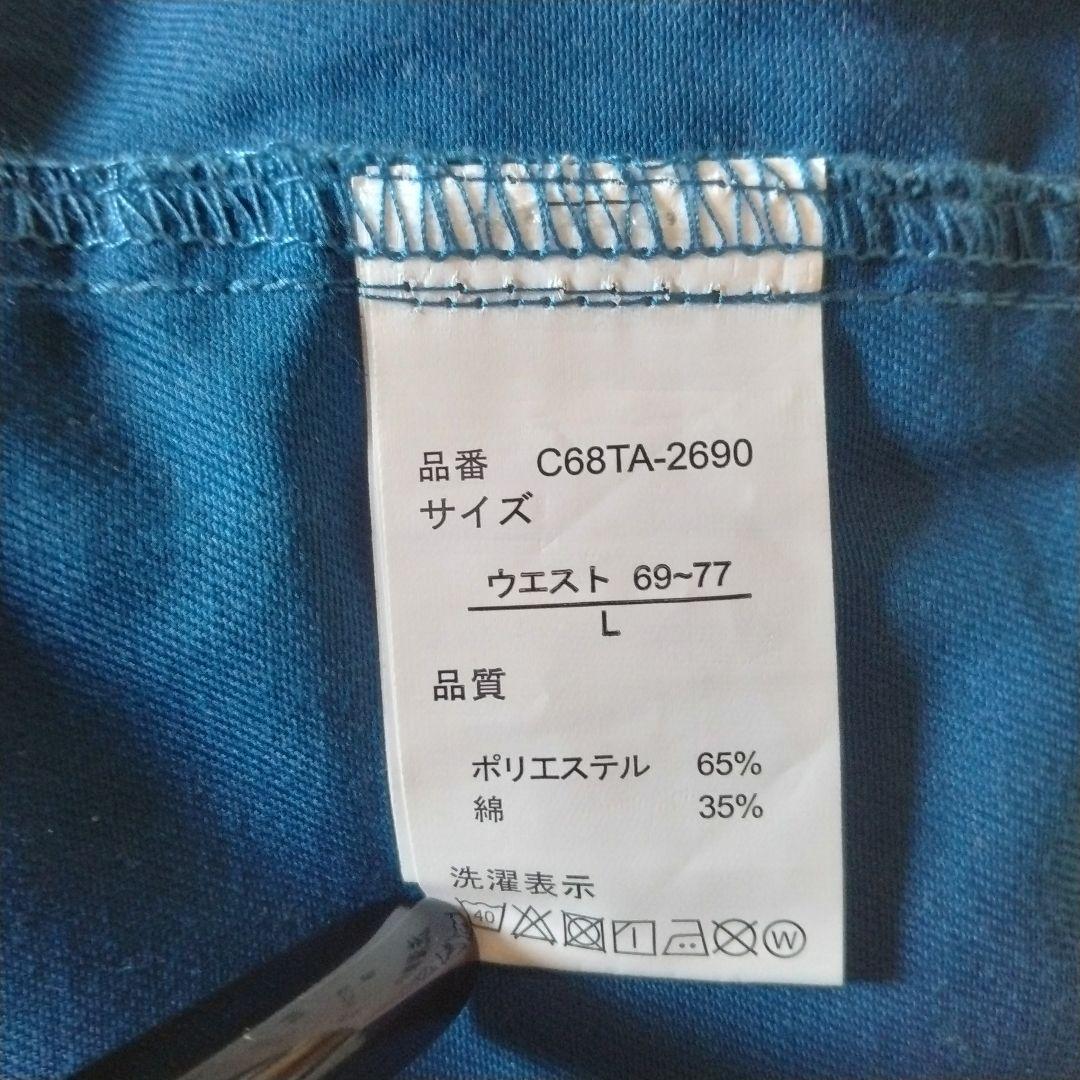 品番 C68TA-2690
サイズ
ウエスト 69~77
L
品質
ポリエステル 65%
綿 35%
洗濯表示
40 W